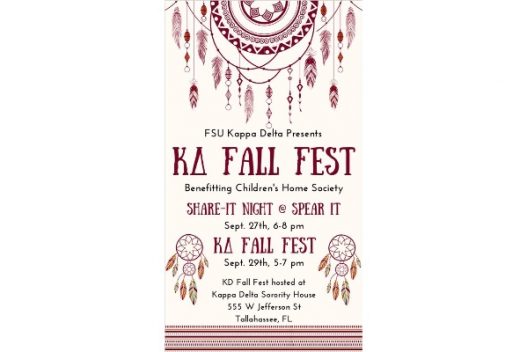 FSU Kappa Delta Presents
KΔ FALL FEST
Benefitting Children's Home Society
SHARE-IT NIGHT @ SPEAR IT
Sept. 27th, 6-8 pm
KΔ FALL FEST
Sept. 29th, 5-7 pm
KD Fall Fest hosted at
Kappa Delta Sorority House
555 W Jefferson St
Tallahassee, FL